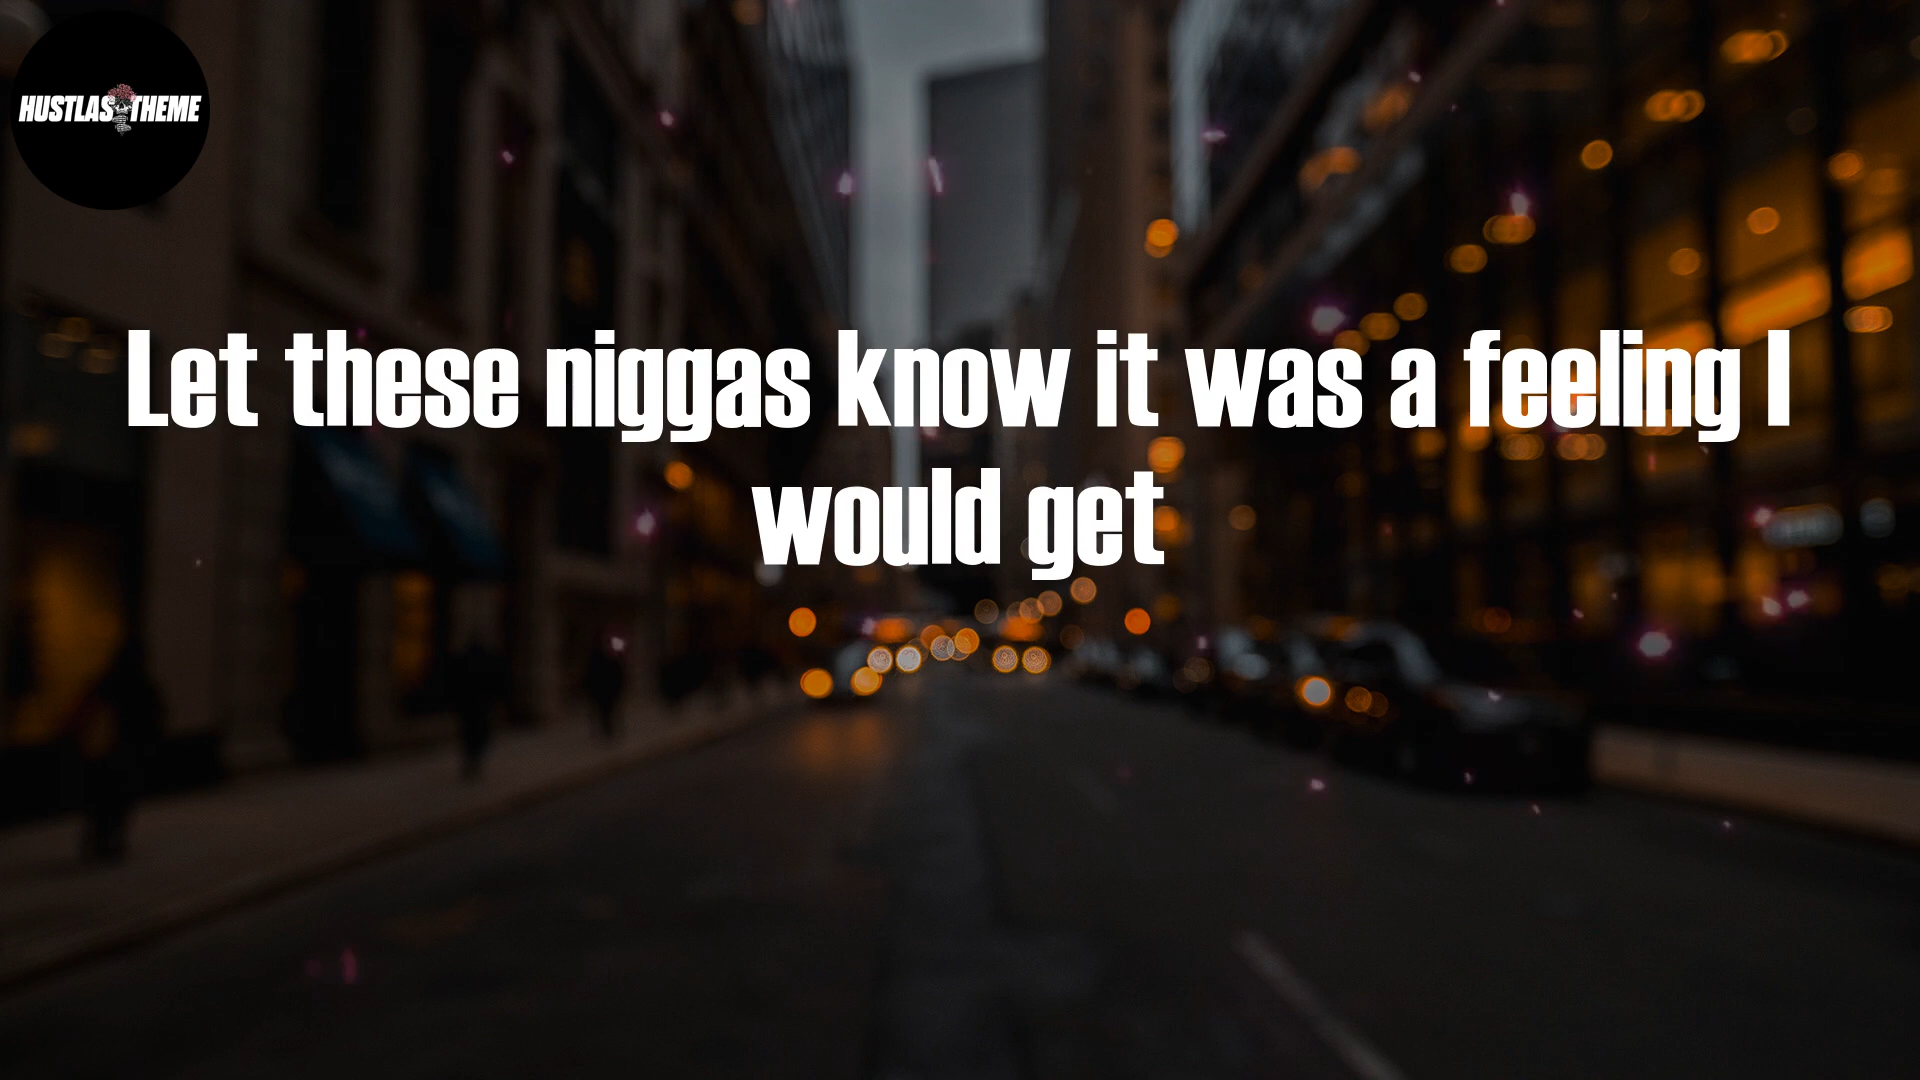 HUSTLAS THEME
Let these niggas know it was a feeling I
would get